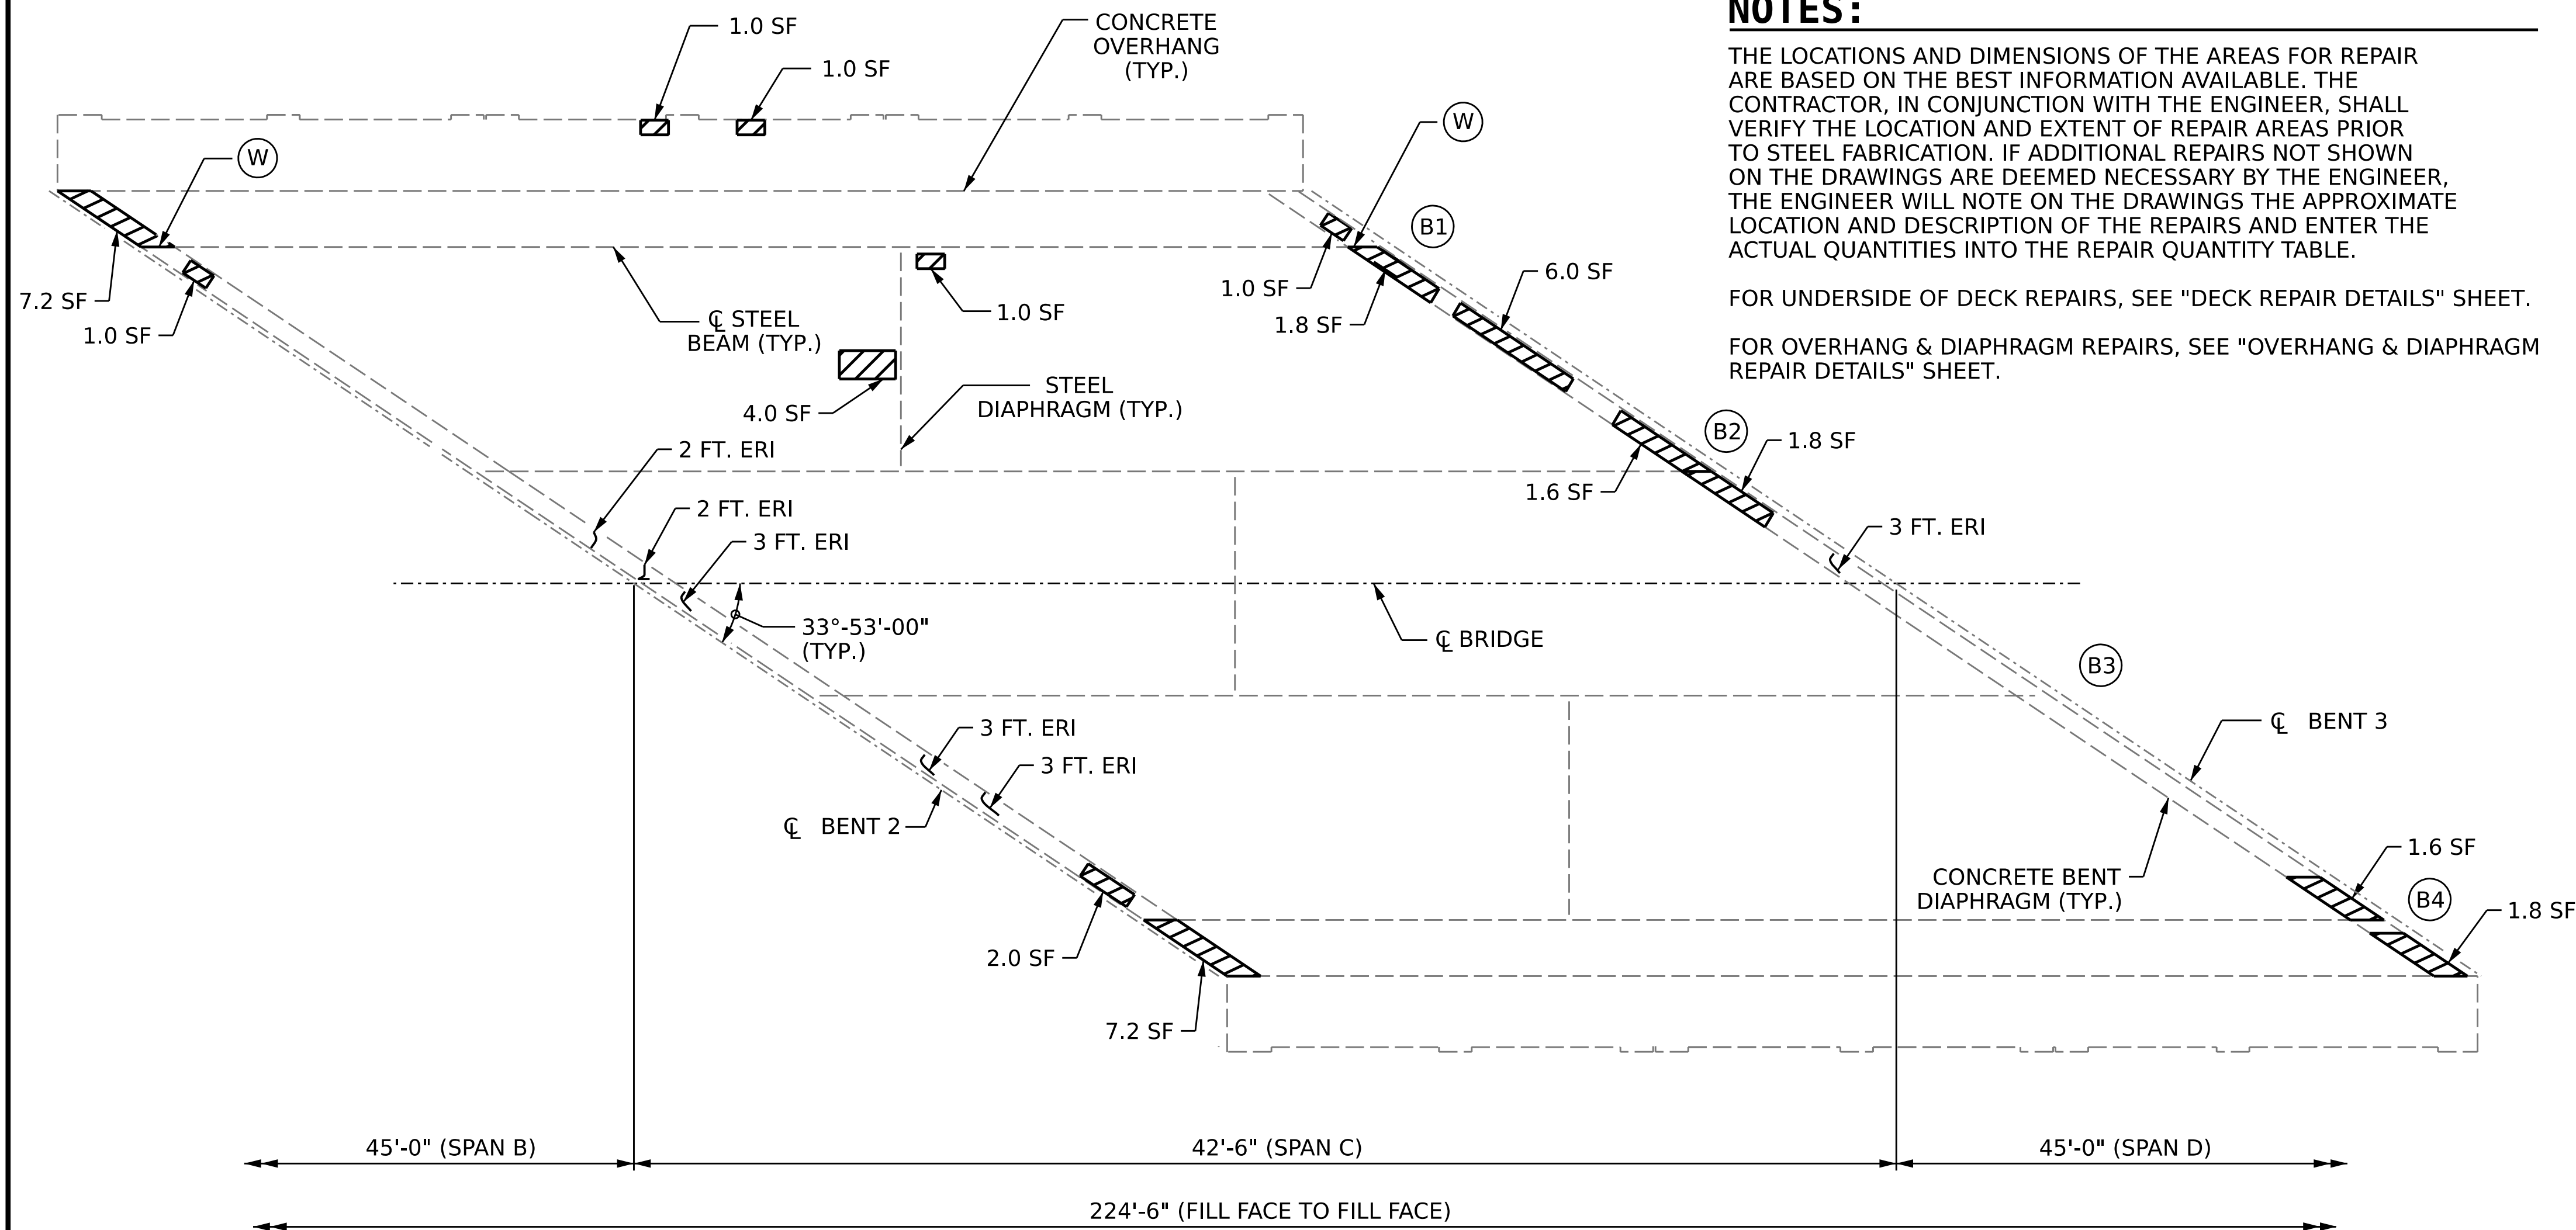 NOTES:
THE LOCATIONS AND DIMENSIONS OF THE AREAS FOR REPAIR
ARE BASED ON THE BEST INFORMATION AVAILABLE. THE
CONTRACTOR, IN CONJUNCTION WITH THE ENGINEER, SHALL
VERIFY THE LOCATION AND EXTENT OF REPAIR AREAS PRIOR
TO STEEL FABRICATION. IF ADDITIONAL REPAIRS NOT SHOWN
ON THE DRAWINGS ARE DEEMED NECESSARY BY THE ENGINEER,
THE ENGINEER WILL NOTE ON THE DRAWINGS THE APPROXIMATE
LOCATION AND DESCRIPTION OF THE REPAIRS AND ENTER THE
ACTUAL QUANTITIES INTO THE REPAIR QUANTITY TABLE.
FOR UNDERSIDE OF DECK REPAIRS, SEE "DECK REPAIR DETAILS" SHEET.
FOR OVERHANG & DIAPHRAGM REPAIRS, SEE "OVERHANG & DIAPHRAGM
REPAIR DETAILS" SHEET.
1.0 SF
1.0 SF
CONCRETE
OVERHANG
(TYP.)
W
W
B1
7.2 SF
1.0 SF
℄ STEEL
BEAM (TYP.)
1.0 SF
4.0 SF
STEEL
DIAPHRAGM (TYP.)
1.0 SF
1.8 SF
6.0 SF
B2
1.8 SF
1.6 SF
2 FT. ERI
2 FT. ERI
3 FT. ERI
3 FT. ERI
33°-53'-00"
(TYP.)
℄ BRIDGE
B3
℄ BENT 3
3 FT. ERI
3 FT. ERI
℄ BENT 2
CONCRETE BENT
DIAPHRAGM (TYP.)
1.6 SF
B4
1.8 SF
2.0 SF
7.2 SF
45'-0" (SPAN B)
42'-6" (SPAN C)
45'-0" (SPAN D)
224'-6" (FILL FACE TO FILL FACE)